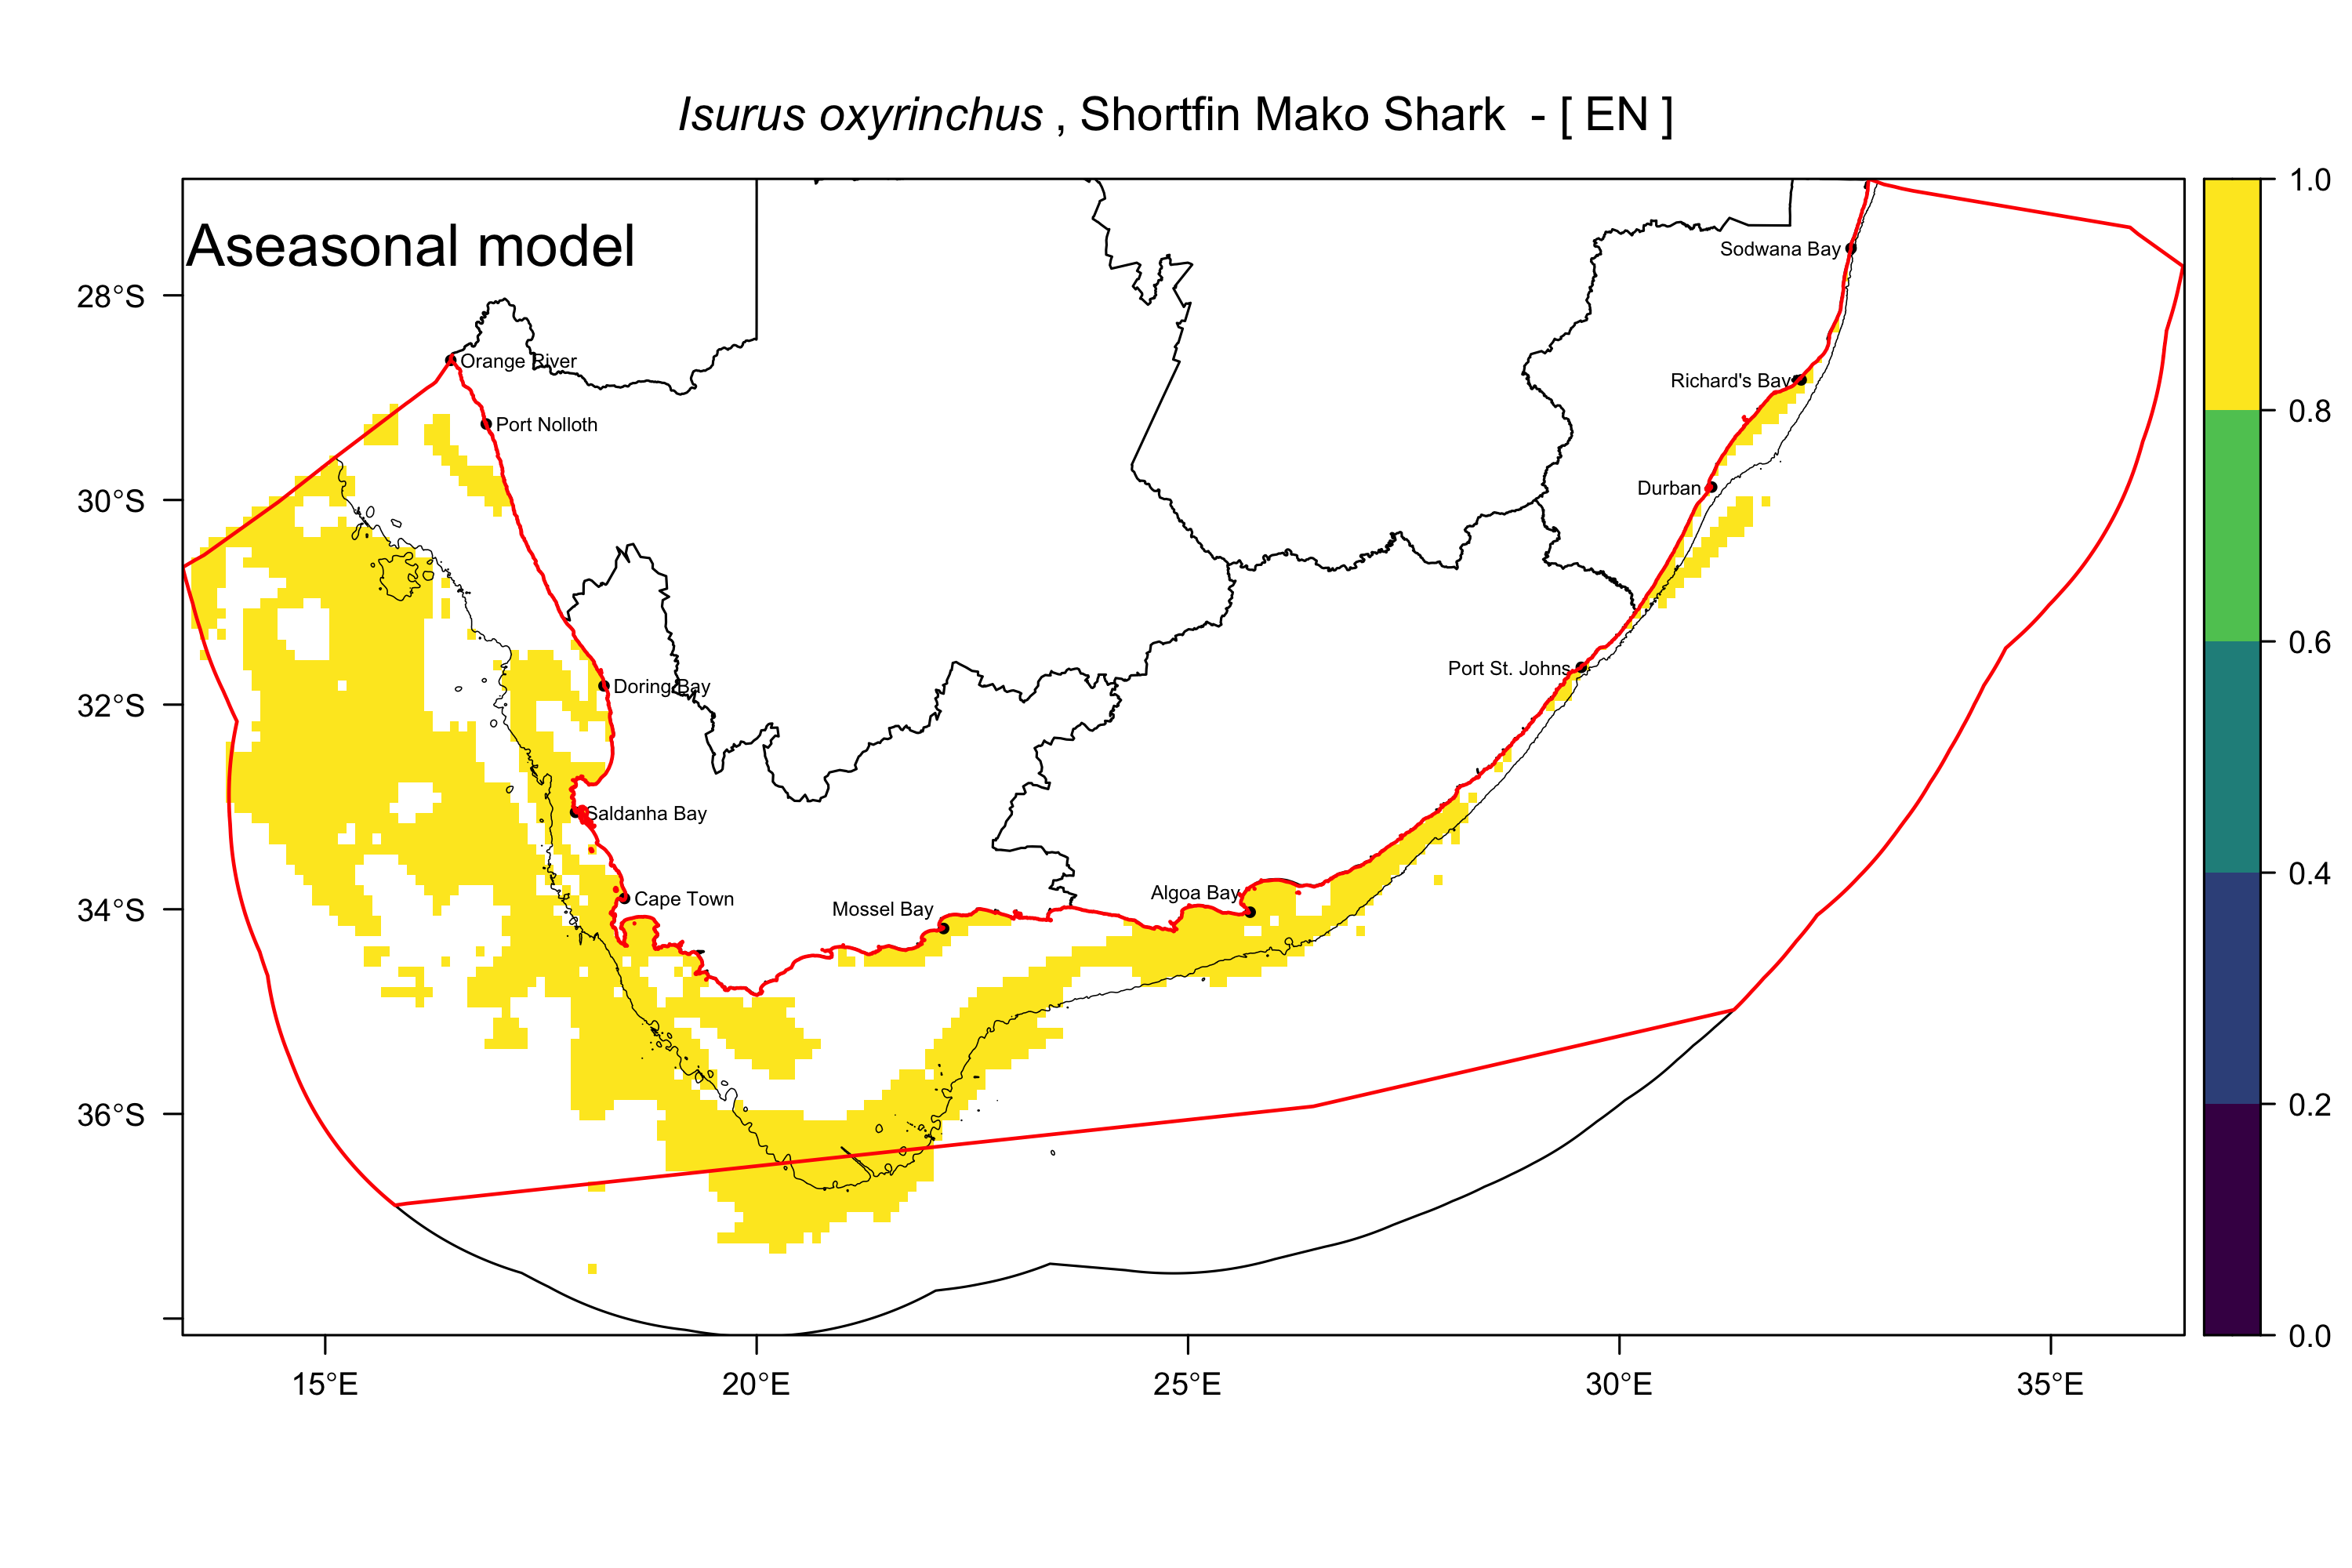 Isurus oxyrinchus , Shortfin Mako Shark - [ EN ]
Aseasonal model
1.0
0.8
0.6
0.4
0.2
0.0
28°S
30°S
32°S
34°S
36°S
15°E
20°E
25°E
30°E
35°E
Sodwana Bay
Orange River
Richard's Bay
Port Nolloth
Durban
Port St. Johns
Doring Bay
Saldanha Bay
Cape Town
Algoa Bay
Mossel Bay